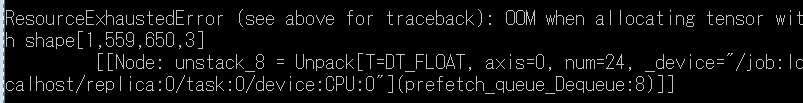 ResourceExhaustedError (see above for traceback): OOM when allocating tensor wit
h shape[1,559,650,3]
[[Node: unstack_8 = Unpack[T=DT_FLOAT, axis=0, num=24, _device="/job:lo
calhost/replica:0/task:0/device:CPU:0"](prefetch_queue_Dequeue:8)]]